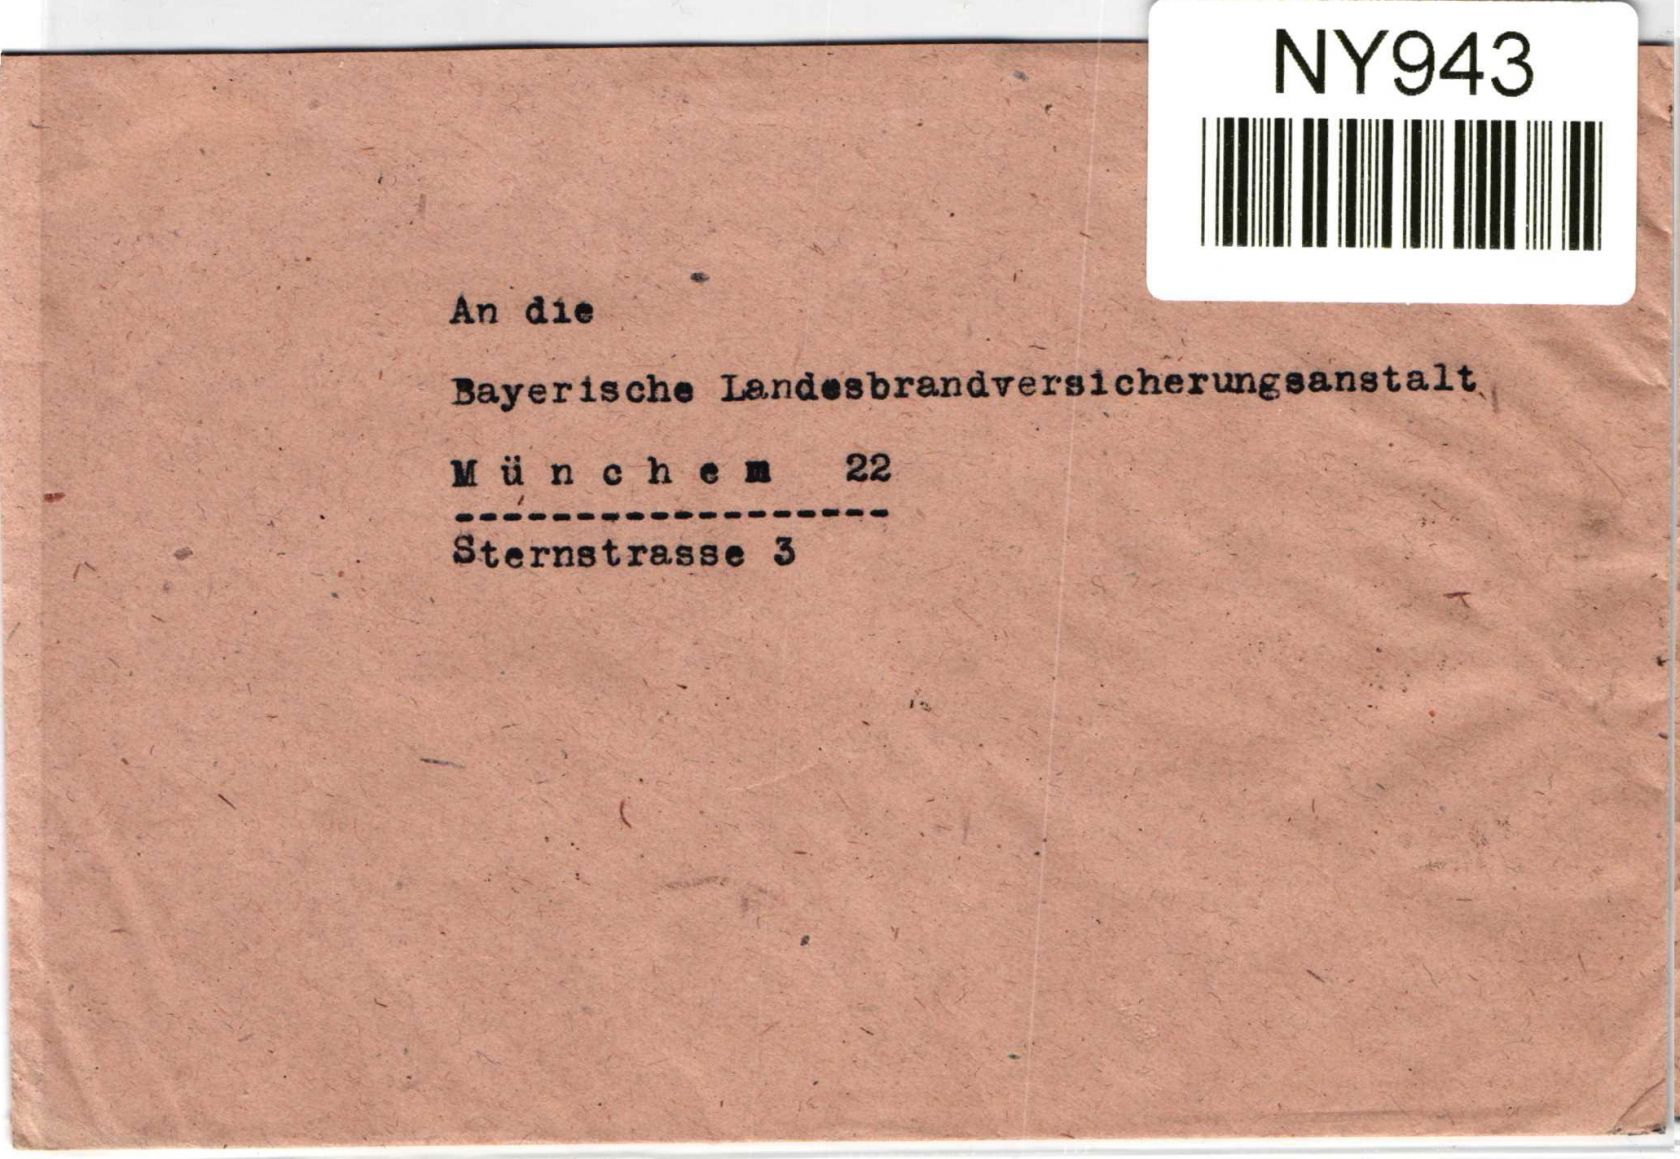 NY943
An die
Bayerische Landesbrandversicherungsanstalt
M ü n c h e n 22
------------------
Sternstrasse 3